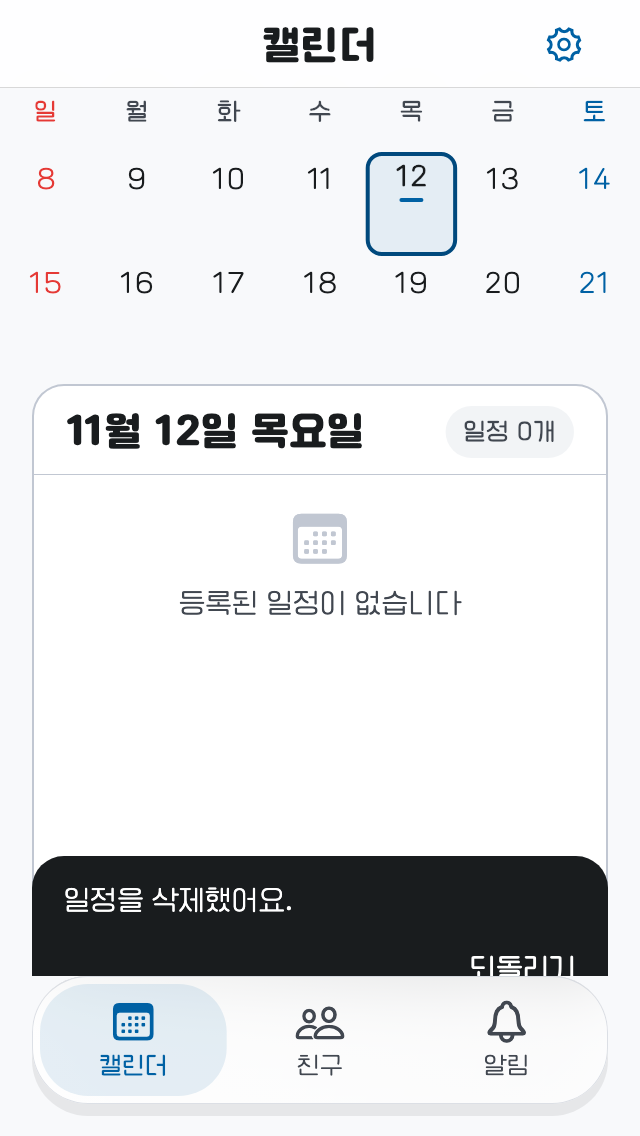 캘린더
일 월 화 수 목 금 토
8 9 10 11 12 13 14
15 16 17 18 19 20 21
11월 12일 목요일
일정 0개
등록된 일정이 없습니다
일정을 삭제했어요.
되돌리기
캘린더 친구 알림